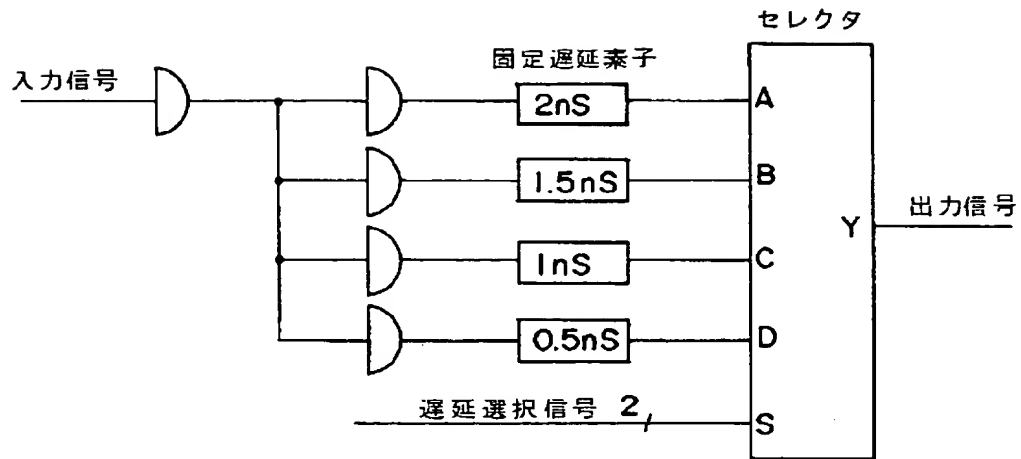 セレクタ
固定遅延素子
入力信号
2nS
A
1.5nS
B
出力信号
Y
1nS
C
0.5nS
D
遅延選択信号 2
S